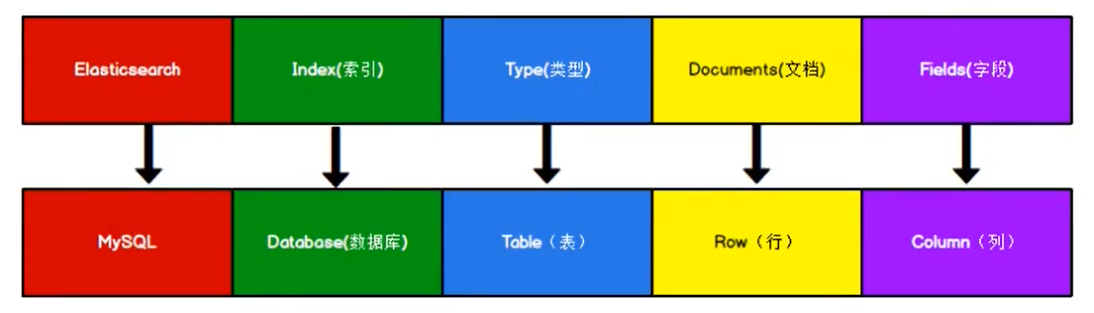 Elasticsearch
Index(索引)
Type(类型)
Documents(文档)
Fields(字段)
MySQL
Database(数据库)
Table（表）
Row（行）
Column（列）